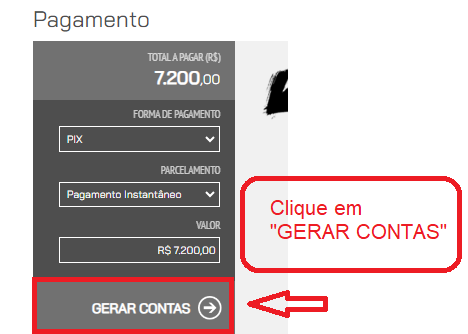 Pagamento
TOTAL A PAGAR (R$)
7.200,00
FORMA DE PAGAMENTO
PIX
PARCELAMENTO
Pagamento Instantâneo
VALOR
R$ 7.200,00
GERAR CONTAS
Clique em
"GERAR CONTAS"